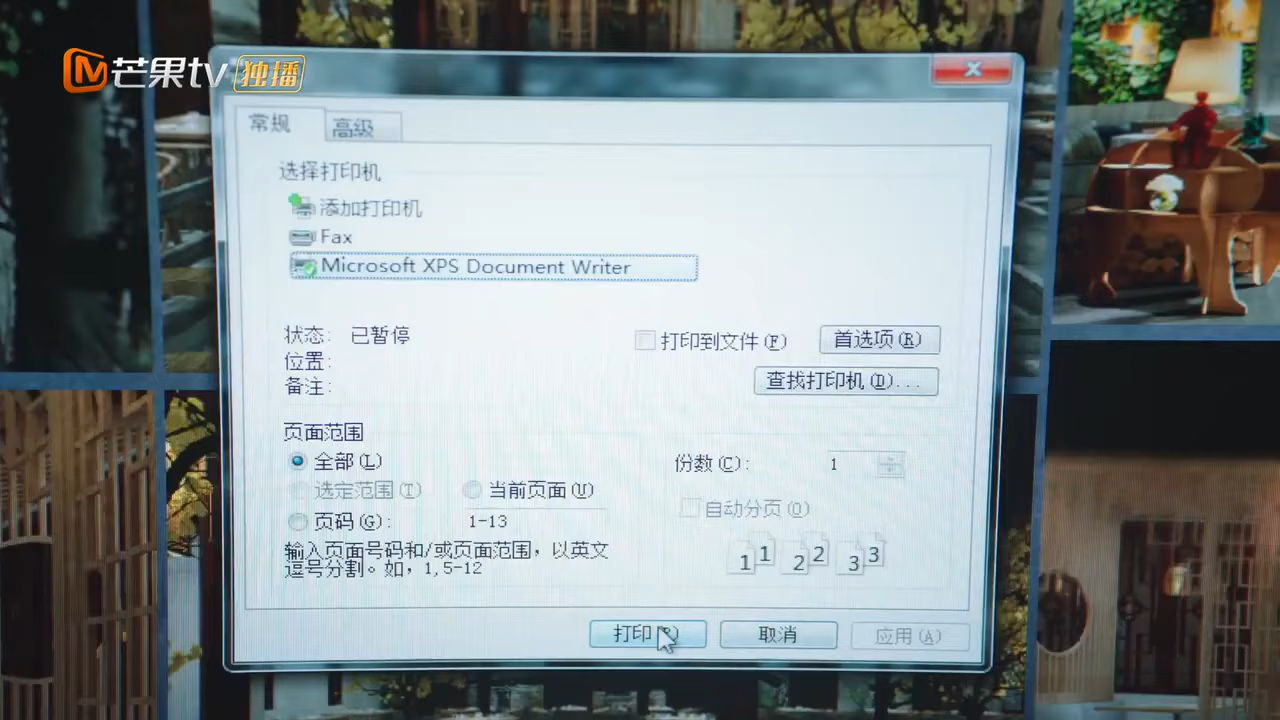 芒果tv 独播
常规 高级
选择打印机
添加打印机
Fax
Microsoft XPS Document Writer
状态: 已暂停
打印到文件(F) 首选项(R)
位置:
备注:
查找打印机(D)...
页面范围
全部(L)
选定范围(T) 当前页面(U)
页码(G): 1-13
输入页面号码和/或页面范围，以英文
逗号分割。如，1,5-12
份数(C): 1
自动分页(O)
1 1 2 2 3 3
打印(P) 取消 应用(A)